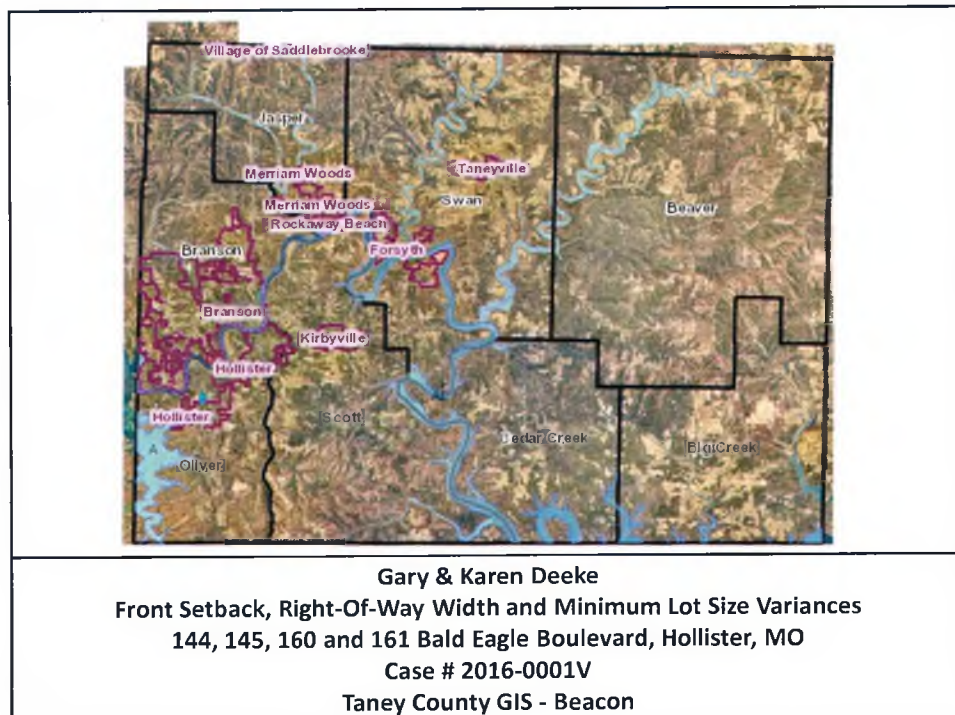 Village of Saddlebrooke
Jasper
Merriam Woods
Taneyville
Merriam Woods
Swan
Beaver
Rockaway Beach
Branson
Forsyth
Branson
Kirbyville
Hollister
Hollister
Scott
Cedar Creek
Big Creek
Oliver
Gary & Karen Deeke
Front Setback, Right-Of-Way Width and Minimum Lot Size Variances
144, 145, 160 and 161 Bald Eagle Boulevard, Hollister, MO
Case # 2016-0001V
Taney County GIS - Beacon